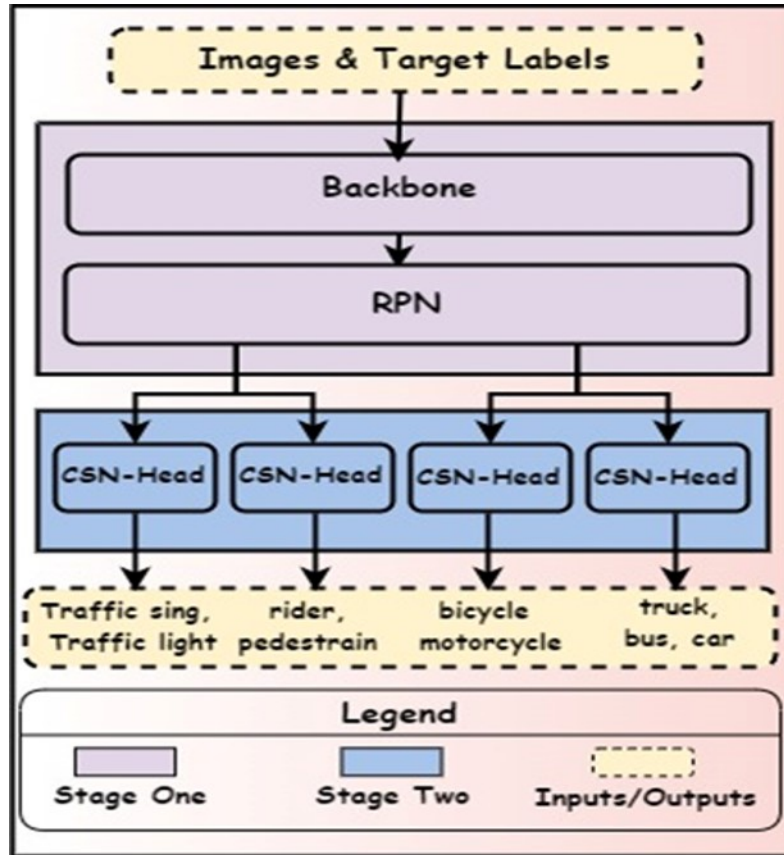 Images & Target Labels
Backbone
RPN
CSN-Head CSN-Head CSN-Head CSN-Head
Traffic sing, rider, bicycle truck,
Traffic light pedestrain motorcycle bus, car
Legend
Stage One Stage Two Inputs/Outputs